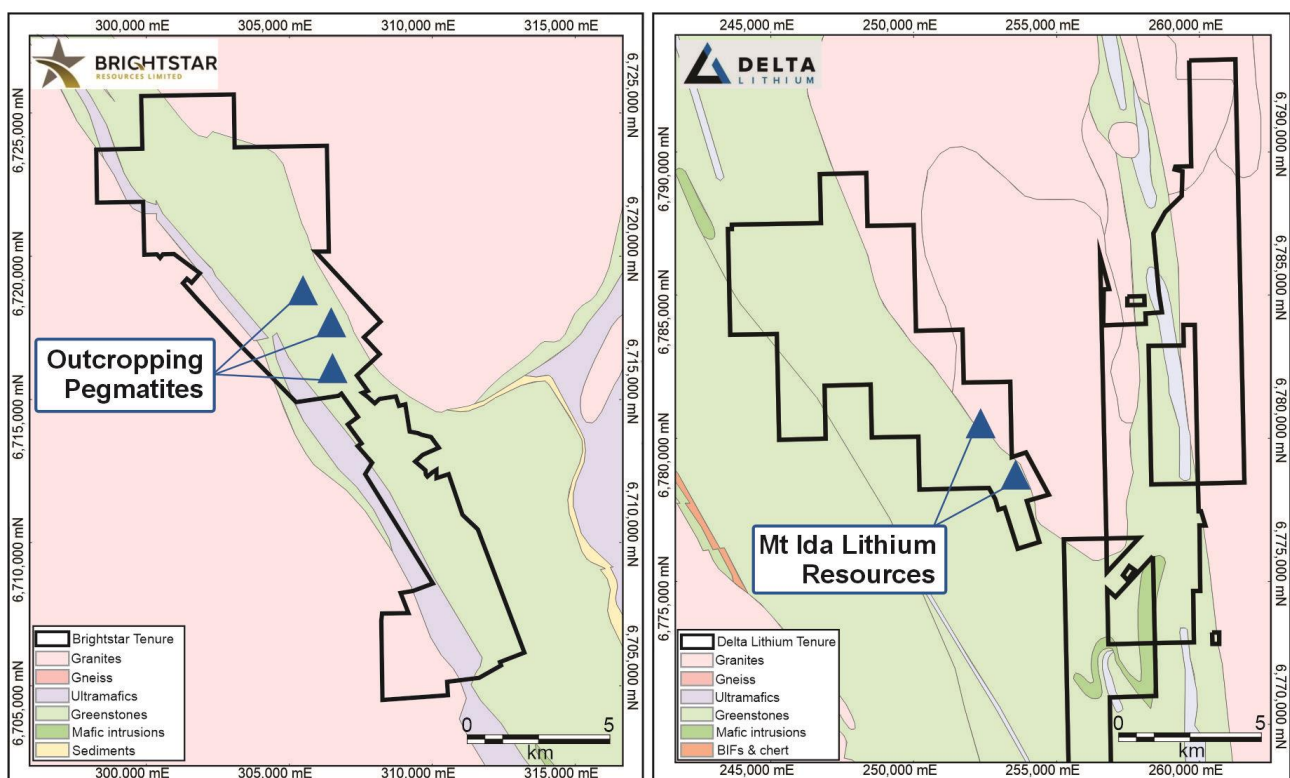 300,000 mE
305,000 mE
310,000 mE
315,000 mE
BRIGHTSTAR
RESOURCES LIMITED
6,725,000 mN
6,720,000 mN
6,715,000 mN
6,710,000 mN
6,705,000 mN
6,725,000 mN
6,720,000 mN
6,715,000 mN
6,710,000 mN
6,705,000 mN
Outcropping
Pegmatites
Brightstar Tenure
Granites
Gneiss
Ultramafics
Greenstones
Mafic intrusions
Sediments
0
5
km
300,000 mE
305,000 mE
310,000 mE
315,000 mE
245,000 mE
250,000 mE
255,000 mE
260,000 mE
DELTA
LITHIUM
6,790,000 mN
6,785,000 mN
6,780,000 mN
6,775,000 mN
6,790,000 mN
6,785,000 mN
6,780,000 mN
6,775,000 mN
6,770,000 mN
Mt Ida Lithium
Resources
Delta Lithium Tenure
Granites
Gneiss
Ultramafics
Greenstones
Mafic intrusions
BIFs & chert
0
5
km
245,000 mE
250,000 mE
255,000 mE
260,000 mE